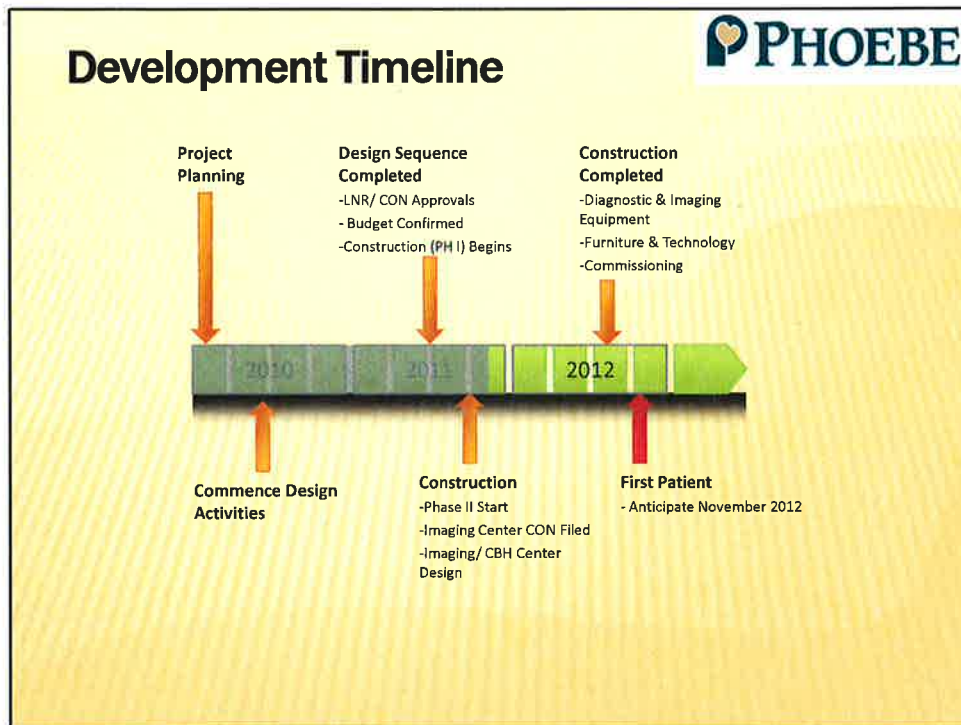 Development Timeline
PHOEBE
Project
Planning
Design Sequence
Completed
-LNR/ CON Approvals
- Budget Confirmed
-Construction (PH I) Begins
Construction
Completed
-Diagnostic & Imaging
Equipment
-Furniture & Technology
-Commissioning
2010
2011
2012
Commence Design
Activities
Construction
-Phase II Start
-Imaging Center CON Filed
-Imaging/ CBH Center
Design
First Patient
- Anticipate November 2012